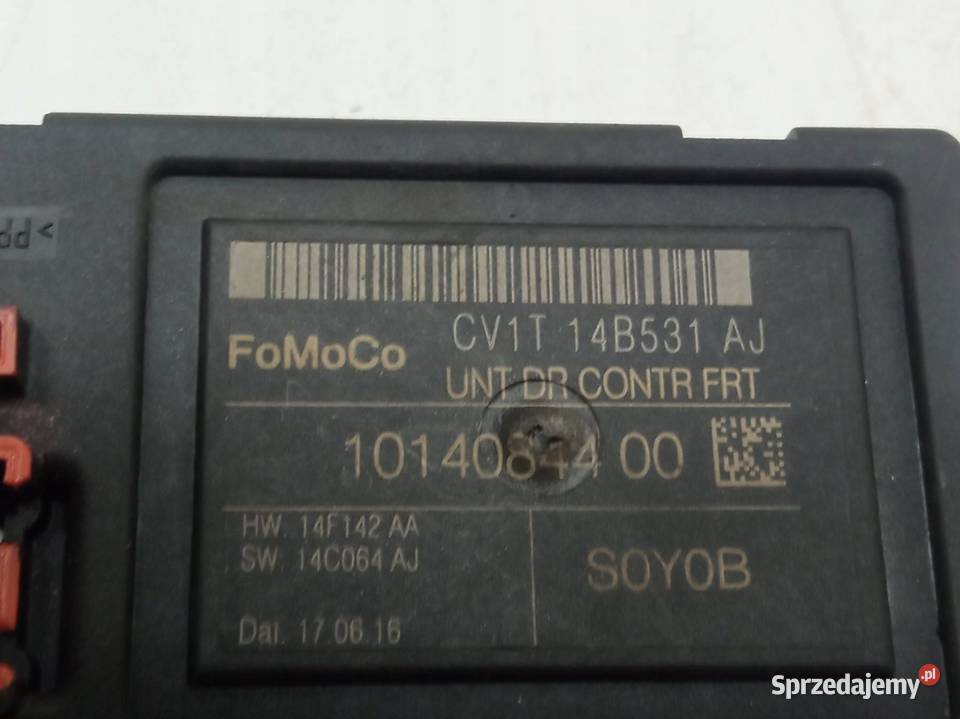 >PP
CV1T 14B531 AJ
FoMoCo
UNT DR CONTR FRT
10140844 00
HW: 14F142 AA
SW: 14C064 AJ
S0Y0B
Dat. 17.06.16
Sprzedajemy.pl